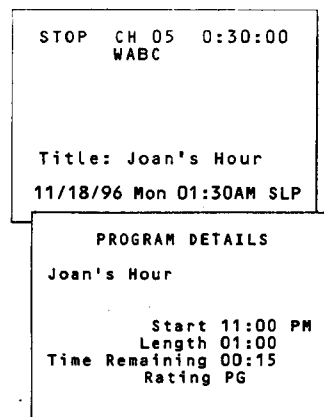 STOP CH 05 0:30:00
WABC
Title: Joan's Hour
11/18/96 Mon 01:30AM SLP
PROGRAM DETAILS
Joan's Hour
Start 11:00 PM
Length 01:00
Time Remaining 00:15
Rating PG